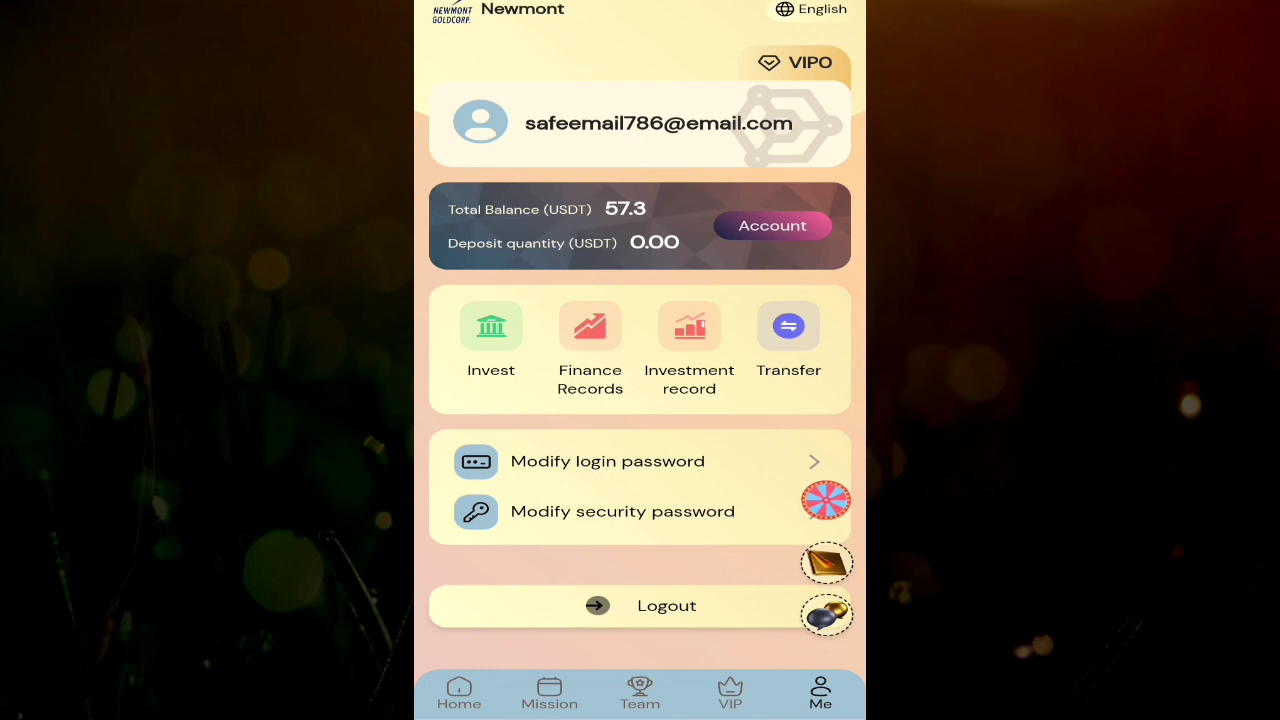 NEWMONT
GOLDCORP.
Newmont
English
VIP0
safeemail786@email.com
Total Balance (USDT) 57.3
Deposit quantity (USDT) 0.00
Account
Invest
Finance
Records
Investment
record
Transfer
Modify login password
Modify security password
Logout
Home
Mission
Team
VIP
Me